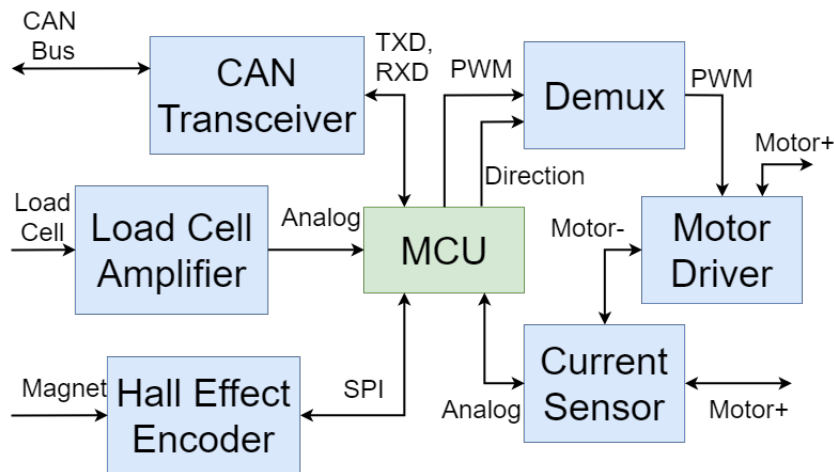 CAN
Bus
CAN
Transceiver
TXD,
RXD
PWM
Demux
PWM
Motor+
Direction
Load
Cell
Load Cell
Amplifier
Analog
MCU
Motor-
Motor
Driver
Magnet
Hall Effect
Encoder
SPI
Analog
Current
Sensor
Motor+